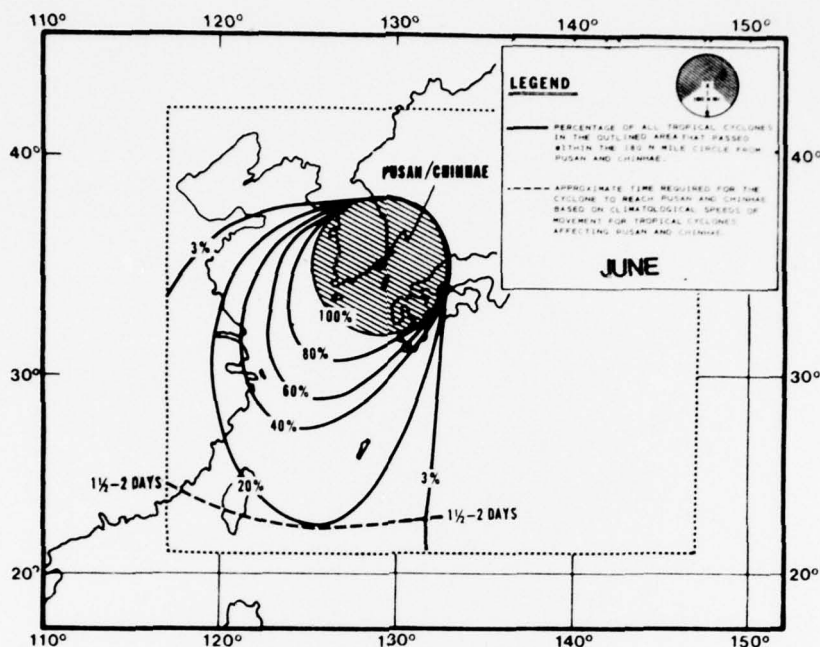 110° 120° 130° 140° 150°
LEGEND
PERCENTAGE OF ALL TROPICAL CYCLONES
IN THE OUTLINED AREA THAT PASSED
WITHIN THE 180 N MILE CIRCLE FROM
PUSAN AND CHINHAE.
APPROXIMATE TIME REQUIRED FOR THE
CYCLONE TO REACH PUSAN AND CHINHAE
BASED ON CLIMATOLOGICAL SPEEDS OF
MOVEMENT FOR TROPICAL CYCLONES
AFFECTING PUSAN AND CHINHAE.
JUNE
40° 40°
PUSAN/CHINHAE
3%
100%
80%
30° 30°
60%
40%
20% 3%
1½-2 DAYS
1½-2 DAYS
20° 20°
110° 120° 130° 140° 150°